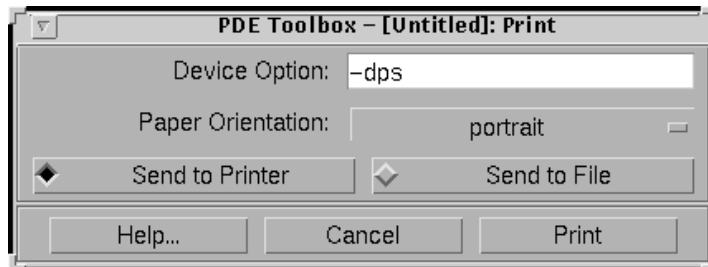 PDE Toolbox – [Untitled]: Print
Device Option: –dps
Paper Orientation: portrait
Send to Printer Send to File
Help... Cancel Print